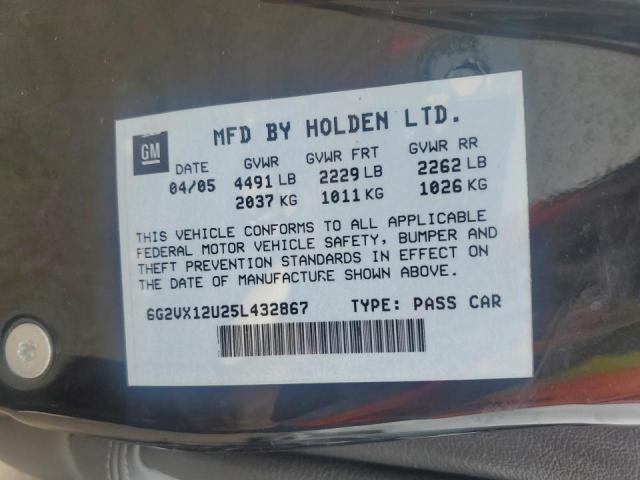 GM MFD BY HOLDEN LTD.
DATE GVWR GVWR FRT GVWR RR
04/05 4491 LB 2229 LB 2262 LB
2037 KG 1011 KG 1026 KG
THIS VEHICLE CONFORMS TO ALL APPLICABLE
FEDERAL MOTOR VEHICLE SAFETY, BUMPER AND
THEFT PREVENTION STANDARDS IN EFFECT ON
THE DATE OF MANUFACTURE SHOWN ABOVE.
6G2VX12U25L432867 TYPE: PASS CAR